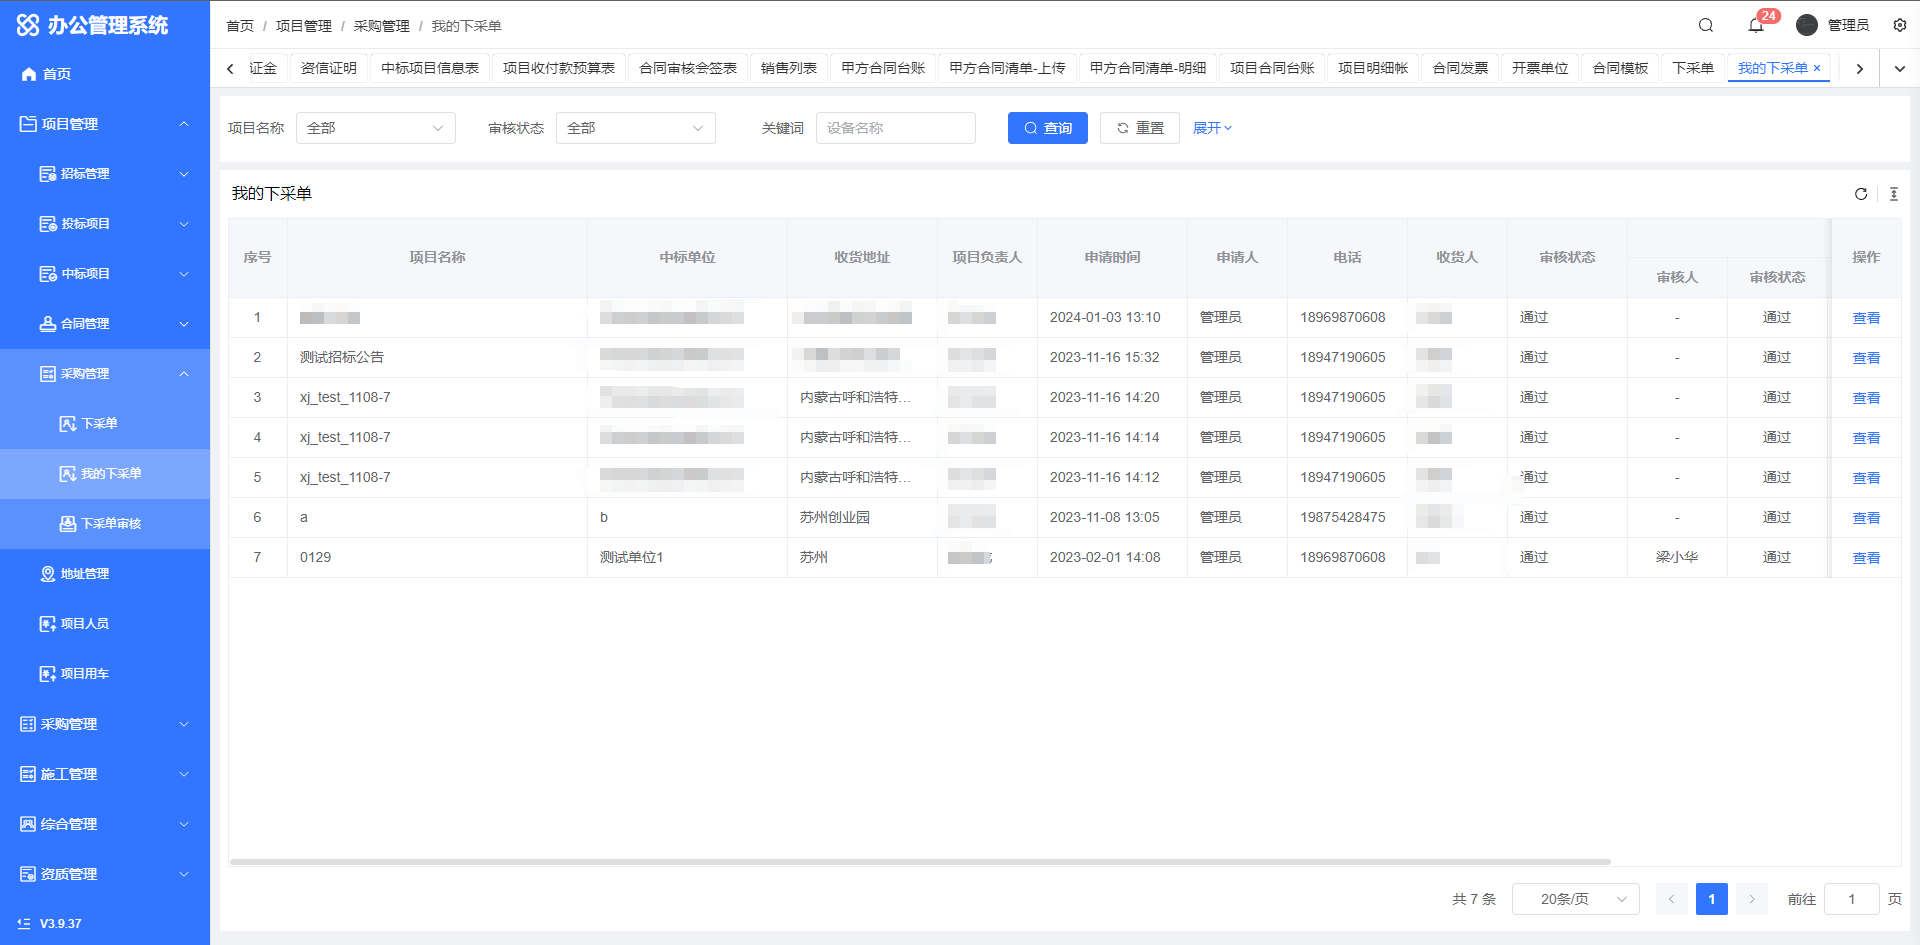 办公管理系统
首页
项目管理
招标管理
投标项目
中标项目
合同管理
采购管理
下采单
我的下采单
下采单审核
地址管理
项目人员
项目用车
采购管理
施工管理
综合管理
资质管理
V3.9.37
首页 / 项目管理 / 采购管理 / 我的下采单
24 管理员
证金 资信证明 中标项目信息表 项目收付款预算表 合同审核会签表 销售列表 甲方合同台账 甲方合同清单-上传 甲方合同清单-明细 项目合同台账 项目明细帐 合同发票 开票单位 合同模板 下采单 我的下采单 ×
项目名称 全部 审核状态 全部 关键词 设备名称 查询 重置 展开
我的下采单
序号 项目名称 中标单位 收货地址 项目负责人 申请时间 申请人 电话 收货人 审核状态 审核人 审核状态 操作
1 2024-01-03 13:10 管理员 18969870608 通过 - 通过 查看
2 测试招标公告 2023-11-16 15:32 管理员 18947190605 通过 - 通过 查看
3 xj_test_1108-7 内蒙古呼和浩特... 2023-11-16 14:20 管理员 18947190605 通过 - 通过 查看
4 xj_test_1108-7 内蒙古呼和浩特... 2023-11-16 14:14 管理员 18947190605 通过 - 通过 查看
5 xj_test_1108-7 内蒙古呼和浩特... 2023-11-16 14:12 管理员 18947190605 通过 - 通过 查看
6 a b 苏州创业园 2023-11-08 13:05 管理员 19875428475 通过 - 通过 查看
7 0129 测试单位1 苏州 2023-02-01 14:08 管理员 18969870608 通过 梁小华 通过 查看
共 7 条 20条/页 1 前往 1 页